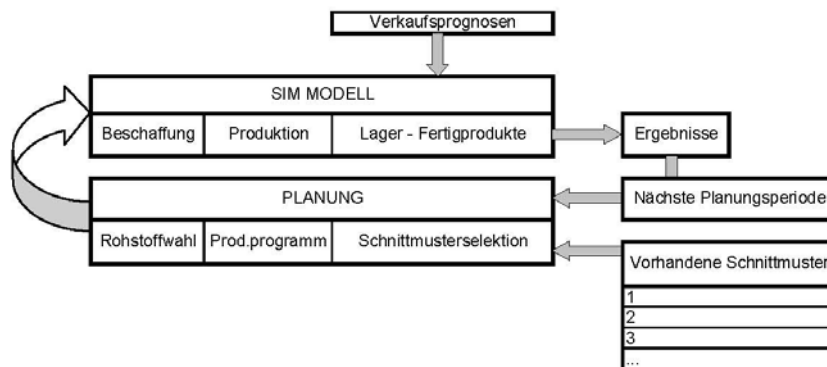 Verkaufsprognosen
SIM MODELL
Beschaffung Produktion Lager - Fertigprodukte
Ergebnisse
PLANUNG
Nächste Planungsperiode
Rohstoffwahl Prod.programm Schnittmusterselektion
Vorhandene Schnittmuster
1
2
3
...